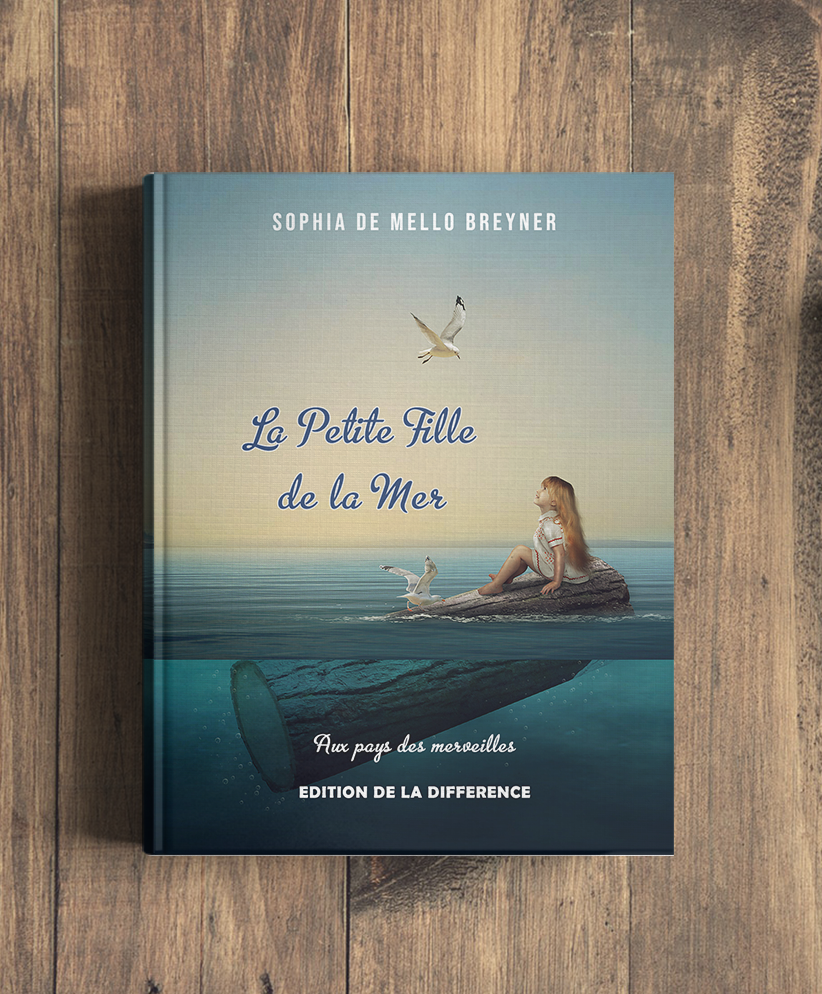 SOPHIA DE MELLO BREYNER
La Petite Fille
de la Mer
Aux pays des merveilles
EDITION DE LA DIFFERENCE